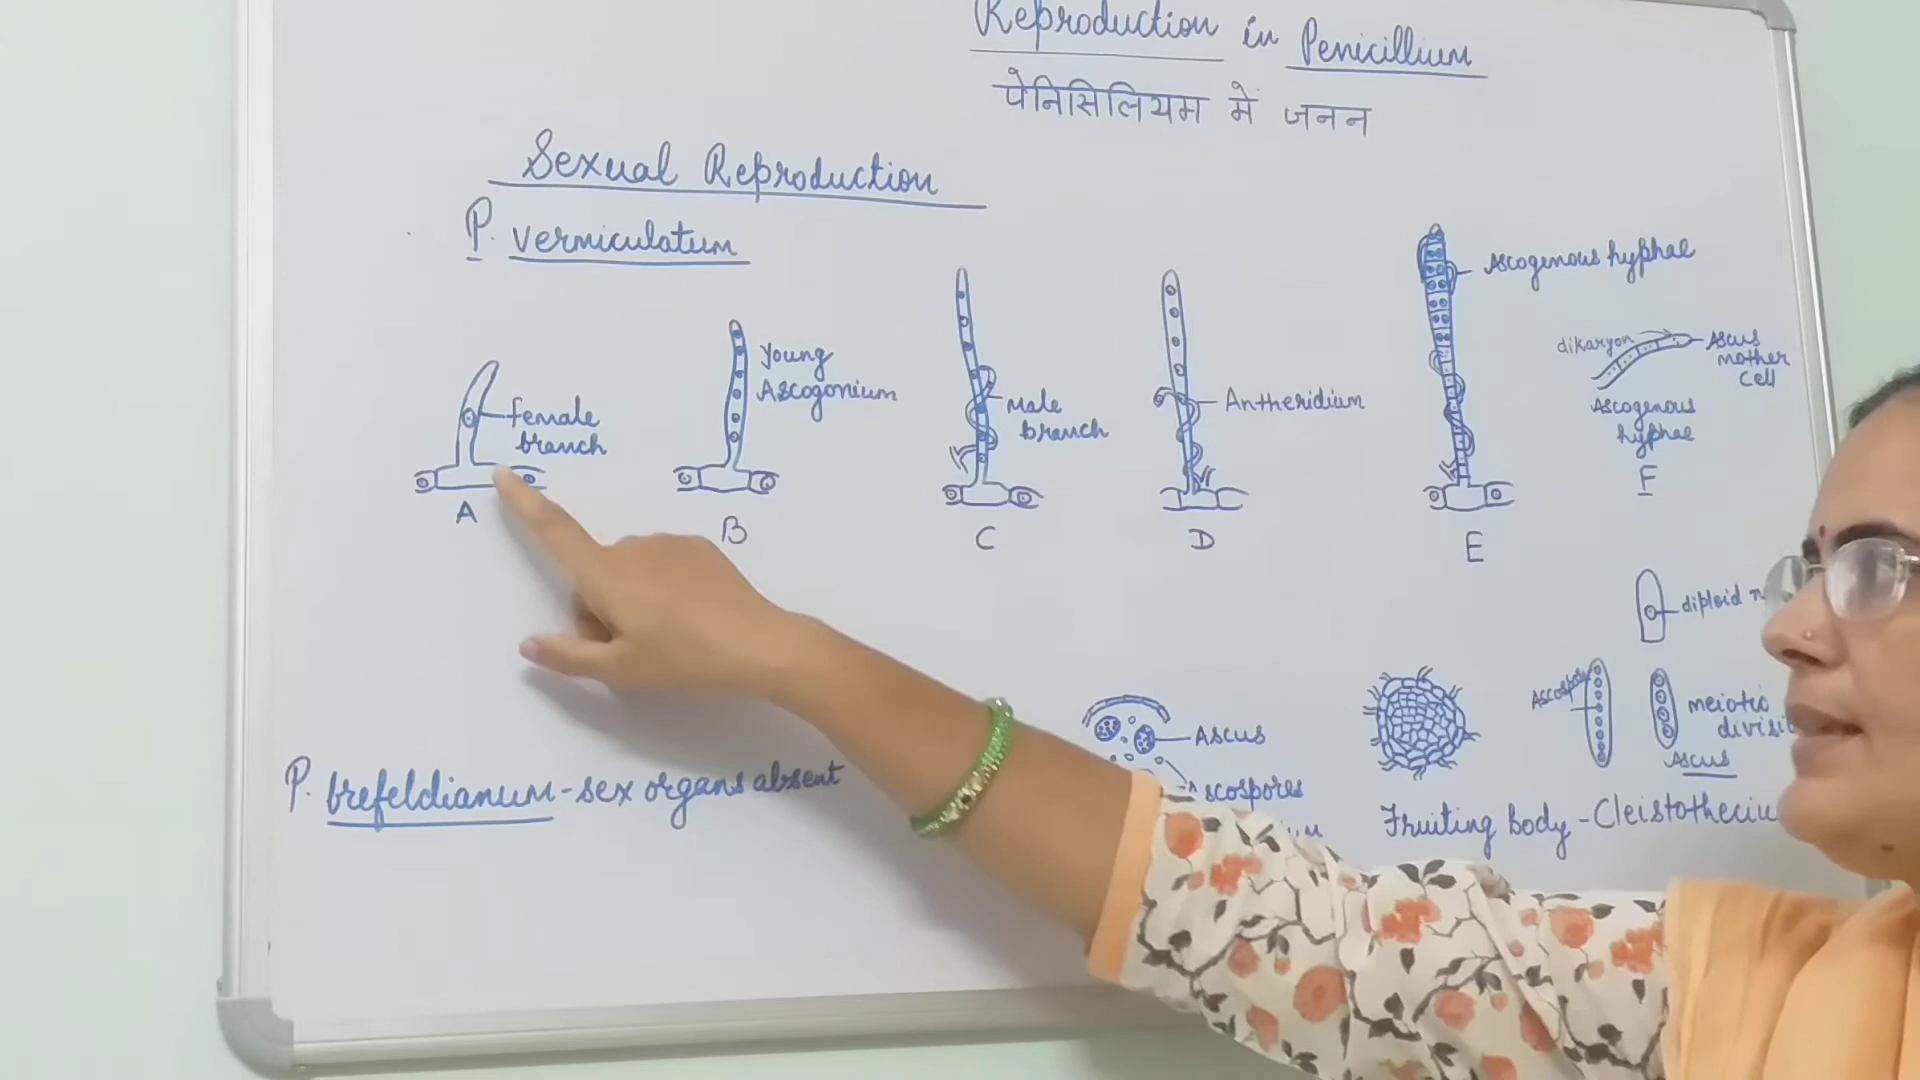 Reproduction in Penicillium
पेनिसिलियम में जनन
Sexual Reproduction
P. vermiculatum
female
branch
A
Young
Ascogonium
B
Male
branch
C
Antheridium
D
Ascogenous hyphae
E
dikaryon
Ascus
mother
cell
Ascogenous
hyphae
F
diploid
meiotic
Ascus
Ascus
Ascospores
Fruiting Body -
P. brefeldianum - sex organs absent